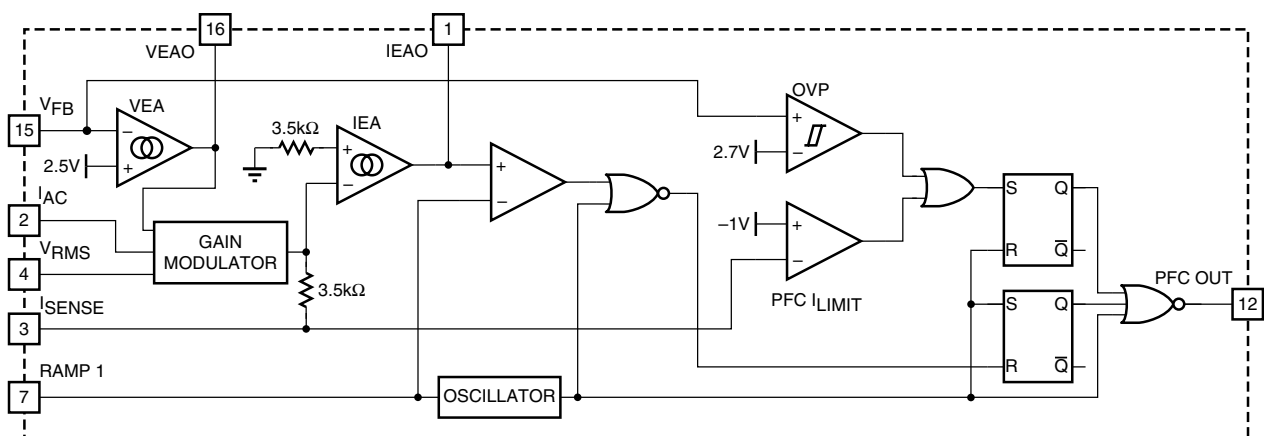 16
1
VEAO
IEAO
VFB
VEA
15
−
2.5V
+
3.5kΩ
IEA
+
−
OVP
+
2.7V
−
IAC
2
VRMS
4
GAIN
MODULATOR
3.5kΩ
ISENSE
3
+
−
−1V
+
−
PFC ILIMIT
S Q
R Q
S Q
R Q
PFC OUT
12
RAMP 1
7
OSCILLATOR